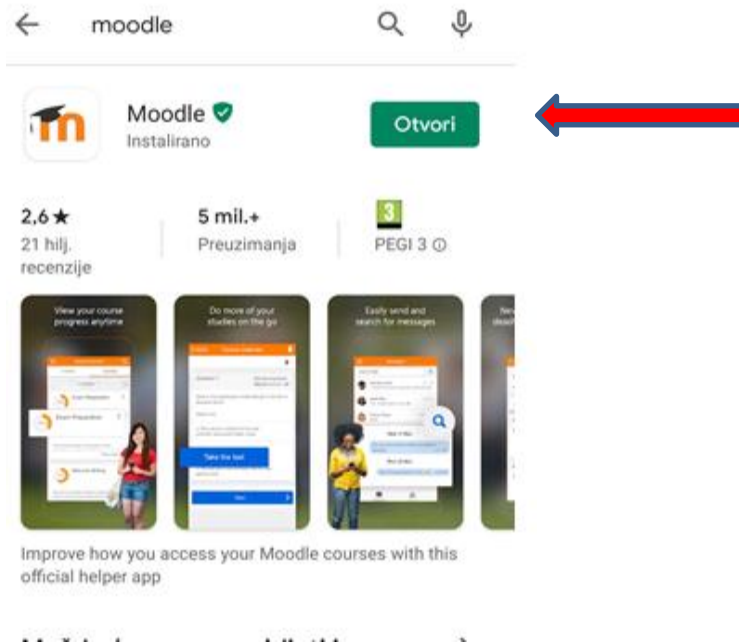 moodle
Moodle
Instalirano
Otvori
2,6★
21 hilj.
recenzije
5 mil.+
Preuzimanja
3
PEGI 3
View your course
progress anytime
Do more of your
studies on the go
Easily send and
search for messages
Take the test
Improve how you access your Moodle courses with this
official helper app